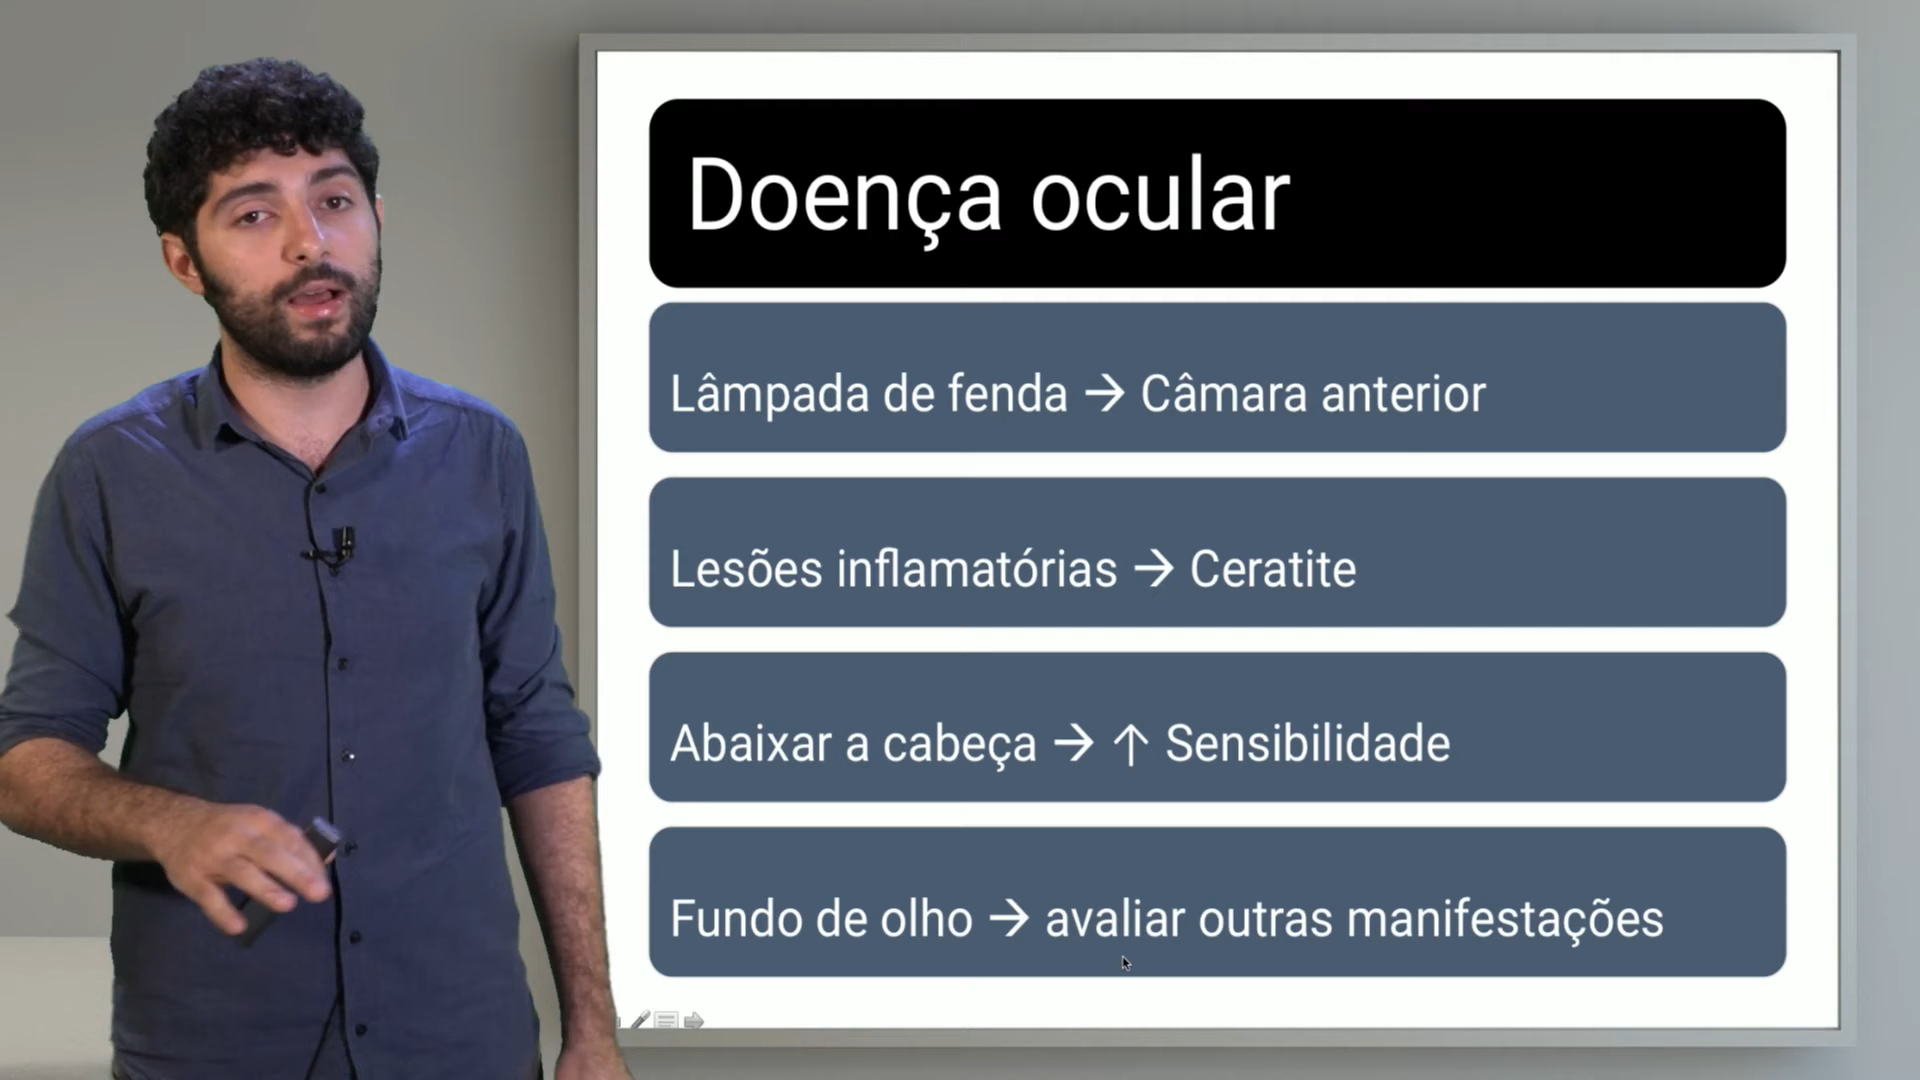 Doença ocular
Lâmpada de fenda → Câmara anterior
Lesões inflamatórias → Ceratite
Abaixar a cabeça → ↑ Sensibilidade
Fundo de olho → avaliar outras manifestações